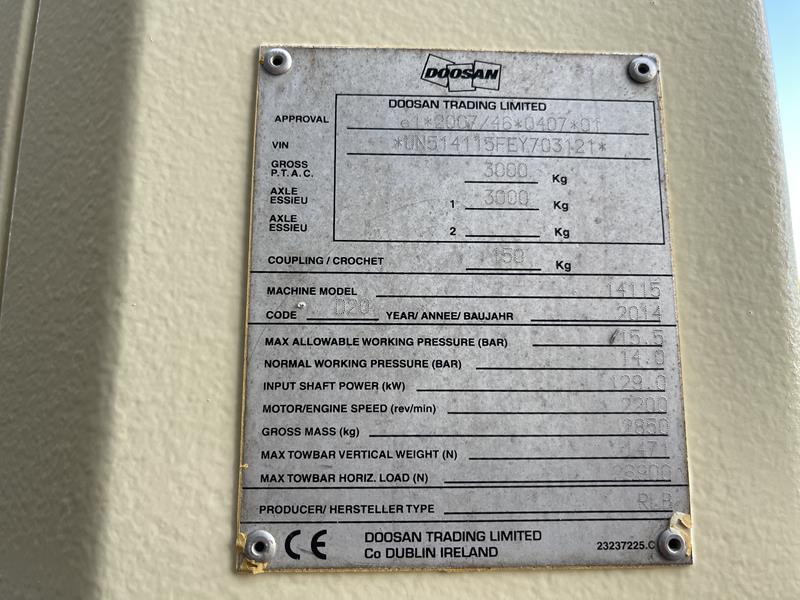 DOOSAN
DOOSAN TRADING LIMITED
APPROVAL e1*2007/46*0407*01
VIN *UN514115FEY703121*
GROSS P.T.A.C. 3000 Kg
AXLE ESSiEU 1 3000 Kg
AXLE ESSiEU 2 Kg
COUPLING / CROCHET 150 Kg
MACHINE MODEL 14115
CODE D20 YEAR/ ANNEE/ BAUJAHR 2014
MAX ALLOWABLE WORKING PRESSURE (BAR) 15.5
NORMAL WORKING PRESSURE (BAR) 14.0
INPUT SHAFT POWER (kW) 129.0
MOTOR/ENGINE SPEED (rev/min) 2200
GROSS MASS (kg) 2850
MAX TOWBAR VERTICAL WEIGHT (N)
MAX TOWBAR HORIZ. LOAD (N)
PRODUCER/ HERSTELLER TYPE RLB
CE DOOSAN TRADING LIMITED
Co DUBLIN IRELAND 23237225.C